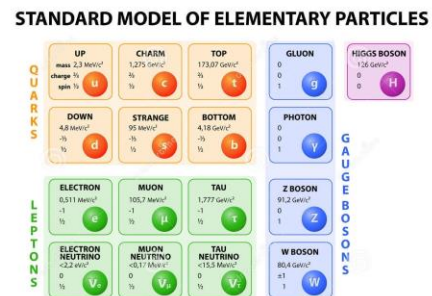 STANDARD MODEL OF ELEMENTARY PARTICLES
QUARKS
UP
mass 2,3 MeV/c²
charge ⅔
spin ½
u
CHARM
1,275 GeV/c²
⅔
½
c
TOP
173,07 GeV/c²
⅔
½
t
GLUON
0
0
1
g
HIGGS BOSON
126 GeV/c²
0
0
H
DOWN
4,8 MeV/c²
-⅓
½
d
STRANGE
95 MeV/c²
-⅓
½
s
BOTTOM
4,18 GeV/c²
-⅓
½
b
PHOTON
0
0
1
γ
GAUGE BOSONS
LEPTONS
ELECTRON
0,511 MeV/c²
-1
½
e
MUON
105,7 MeV/c²
-1
½
μ
TAU
1,777 GeV/c²
-1
½
τ
Z BOSON
91,2 GeV/c²
0
1
Z
ELECTRON
NEUTRINO
<2,2 eV/c²
0
½
Ve
MUON
NEUTRINO
<0,17 MeV/c²
0
½
Vμ
TAU
NEUTRINO
<15,5 MeV/c²
0
½
Vτ
W BOSON
80,4 GeV/c²
±1
1
W